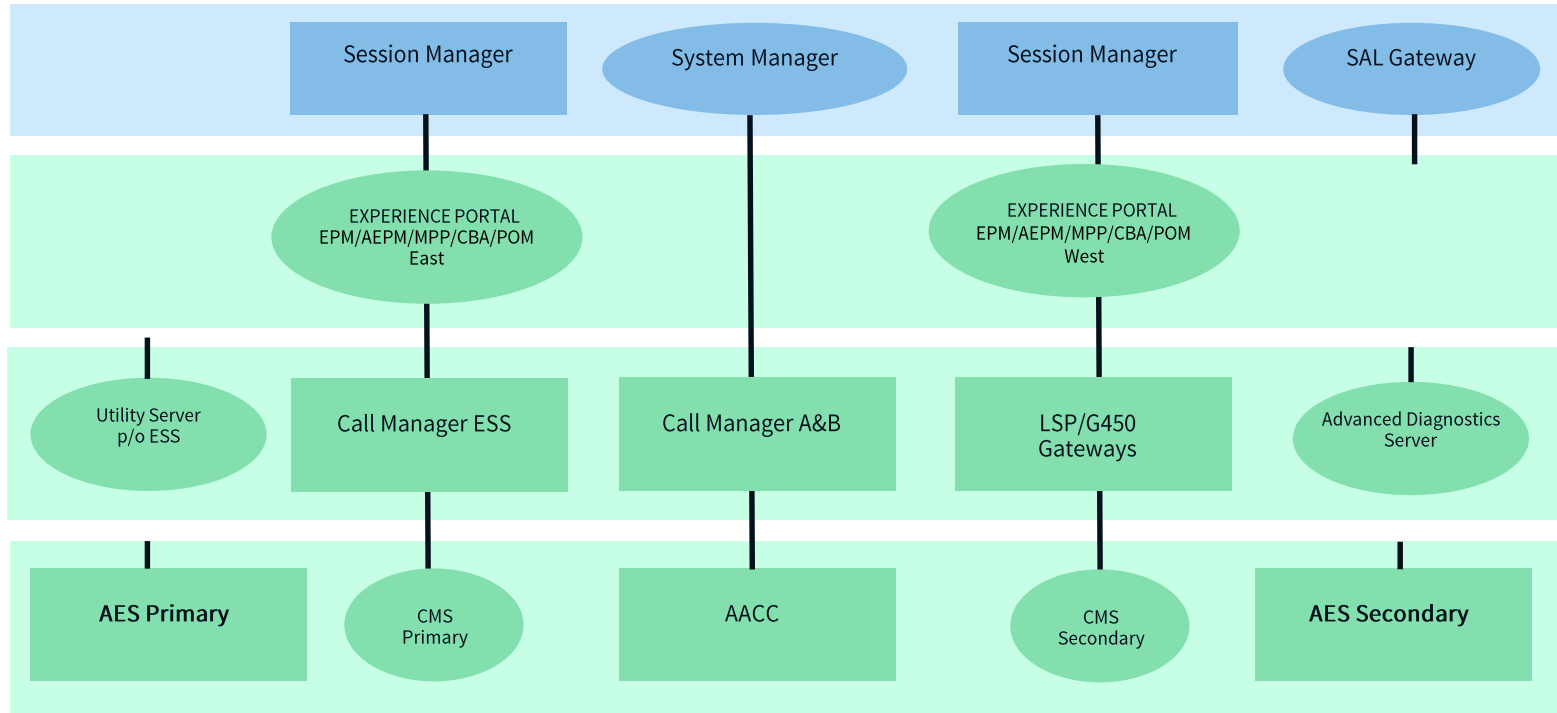 Session Manager
System Manager
Session Manager
SAL Gateway
EXPERIENCE PORTAL
EPM/AEPM/MPP/CBA/POM
East
EXPERIENCE PORTAL
EPM/AEPM/MPP/CBA/POM
West
Utility Server
p/o ESS
Call Manager ESS
Call Manager A&B
LSP/G450
Gateways
Advanced Diagnostics
Server
AES Primary
CMS
Primary
AACC
CMS
Secondary
AES Secondary